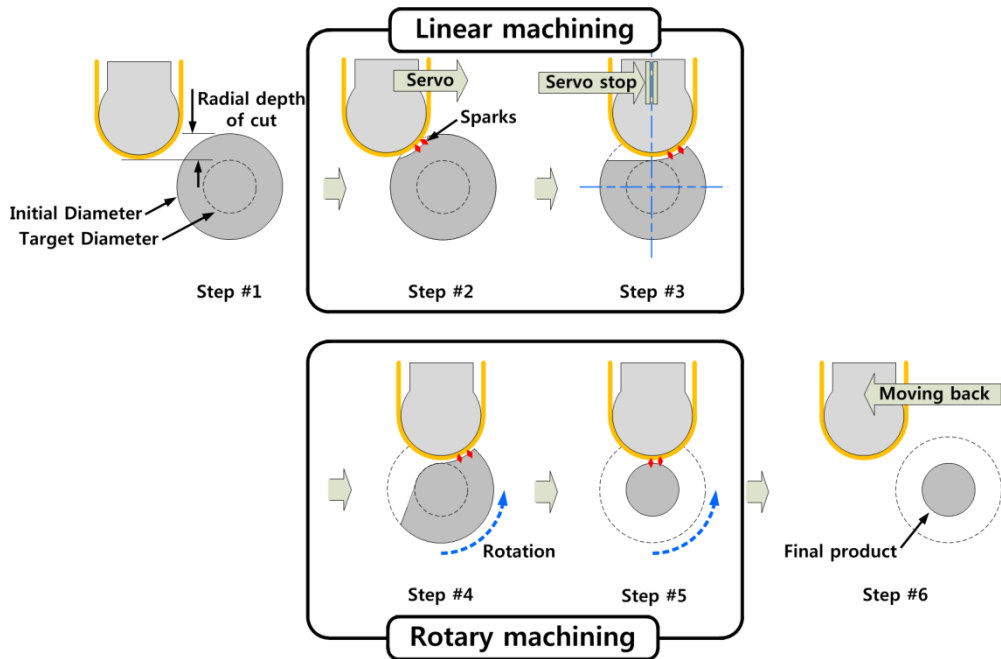 Linear machining
Radial depth
of cut
Servo
Sparks
Servo stop
Initial Diameter
Target Diameter
Step #1
Step #2
Step #3
Rotation
Moving back
Final product
Step #4
Step #5
Step #6
Rotary machining